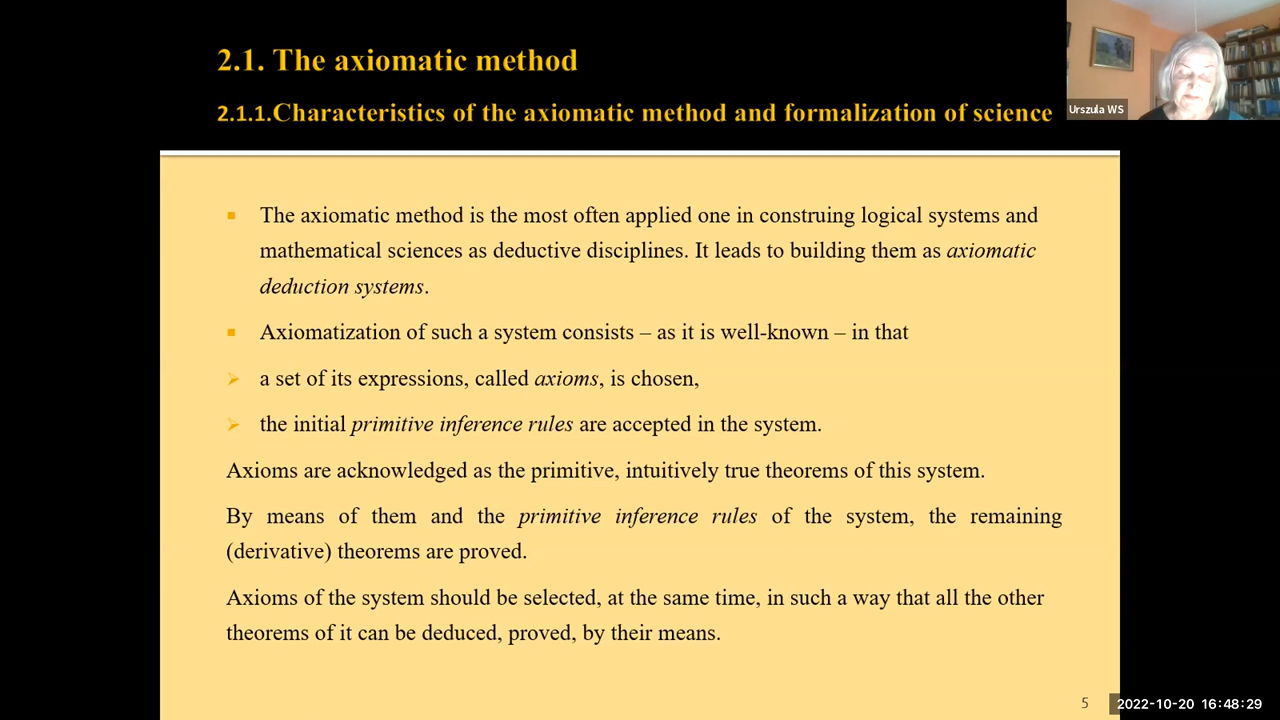 2.1. The axiomatic method
2.1.1.Characteristics of the axiomatic method and formalization of science
Urszula WS
▪ The axiomatic method is the most often applied one in construing logical systems and
mathematical sciences as deductive disciplines. It leads to building them as axiomatic
deduction systems.
▪ Axiomatization of such a system consists – as it is well-known – in that
➢ a set of its expressions, called axioms, is chosen,
➢ the initial primitive inference rules are accepted in the system.
Axioms are acknowledged as the primitive, intuitively true theorems of this system.
By means of them and the primitive inference rules of the system, the remaining
(derivative) theorems are proved.
Axioms of the system should be selected, at the same time, in such a way that all the other
theorems of it can be deduced, proved, by their means.
5
2022-10-20 16:48:29